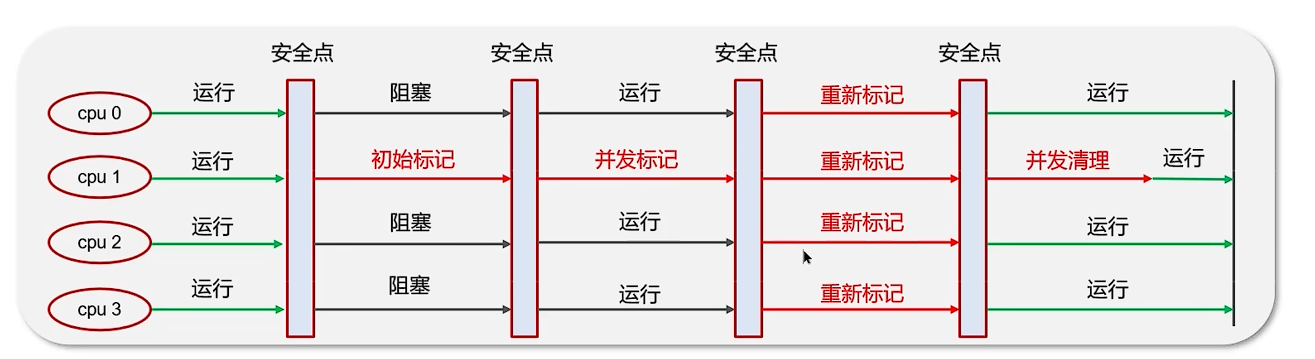 安全点 安全点 安全点 安全点
运行 阻塞 运行 重新标记 运行
cpu 0
运行 初始标记 并发标记 重新标记 并发清理 运行
cpu 1
运行 阻塞 运行 重新标记 运行
cpu 2
运行 阻塞 运行 重新标记 运行
cpu 3